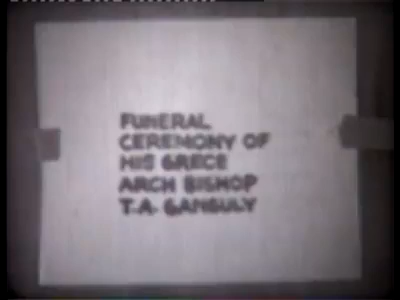 FUNERAL
CEREMONY OF
HIS GRECE
ARCH BISHOP
T.A. GANGULY